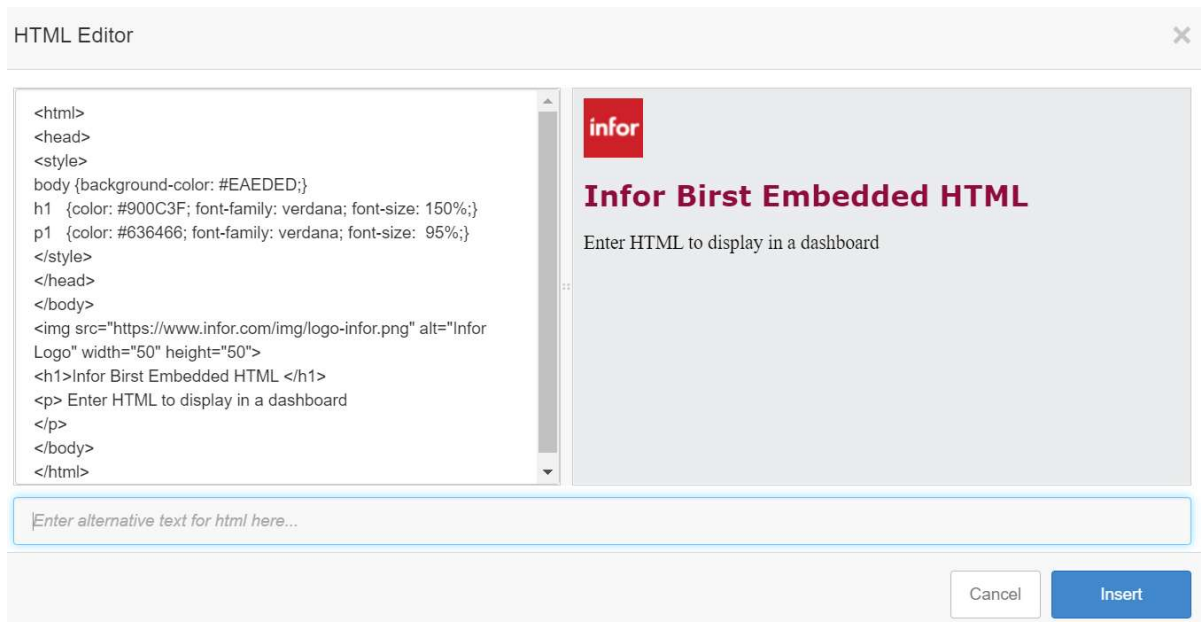 HTML Editor
<html>
<head>
<style>
body {background-color: #EAEDED;}
h1   {color: #900C3F; font-family: verdana; font-size: 150%;}
p1   {color: #636466; font-family: verdana; font-size:  95%;}
</style>
</head>
</body>
<img src="https://www.infor.com/img/logo-infor.png" alt="Infor
Logo" width="50" height="50">
<h1>Infor Birst Embedded HTML </h1>
<p> Enter HTML to display in a dashboard
</p>
</body>
</html>
infor
Infor Birst Embedded HTML
Enter HTML to display in a dashboard
Enter alternative text for html here...
Cancel
Insert